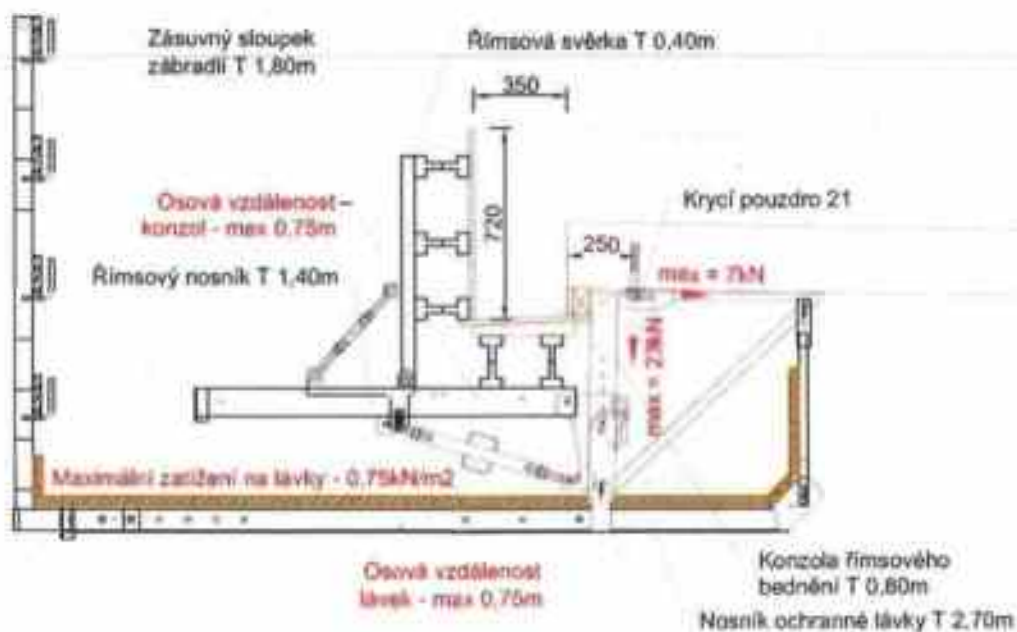 Zásuvný sloupek
zábradlí T 1,80m
Římsová svěrka T 0,40m
350
Osová vzdálenost –
konzol - max 0,75m
720
Krycí pouzdro 21
250
max = 7kN
Římsový nosník T 1,40m
max = 23kN
Maximální zatížení na lávky - 0,75kN/m2
Osová vzdálenost
lávek - max 0,75m
Konzola římsového
bednění T 0,80m
Nosník ochranné lávky T 2,70m